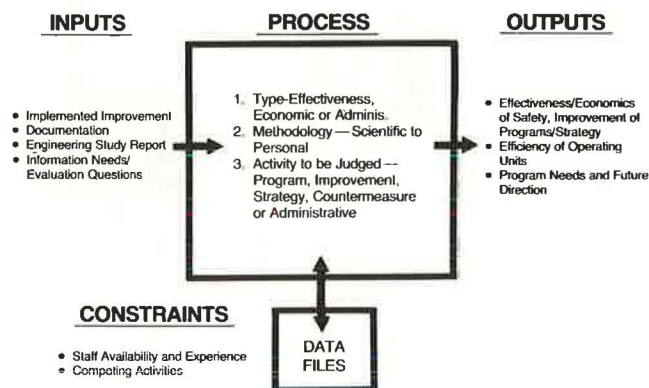 INPUTS
PROCESS
OUTPUTS
• Implemented Improvement
• Documentation
• Engineering Study Report
• Information Needs/
Evaluation Questions
1. Type-Effectiveness,
Economic or Adminis.
2. Methodology — Scientific to
Personal
3. Activity to be Judged —
Program, Improvement,
Strategy, Countermeasure
or Administrative
• Effectiveness/Economics
of Safety, Improvement of
Programs/Strategy
• Efficiency of Operating
Units
• Program Needs and Future
Direction
CONSTRAINTS
• Staff Availability and Experience
• Competing Activities
DATA
FILES